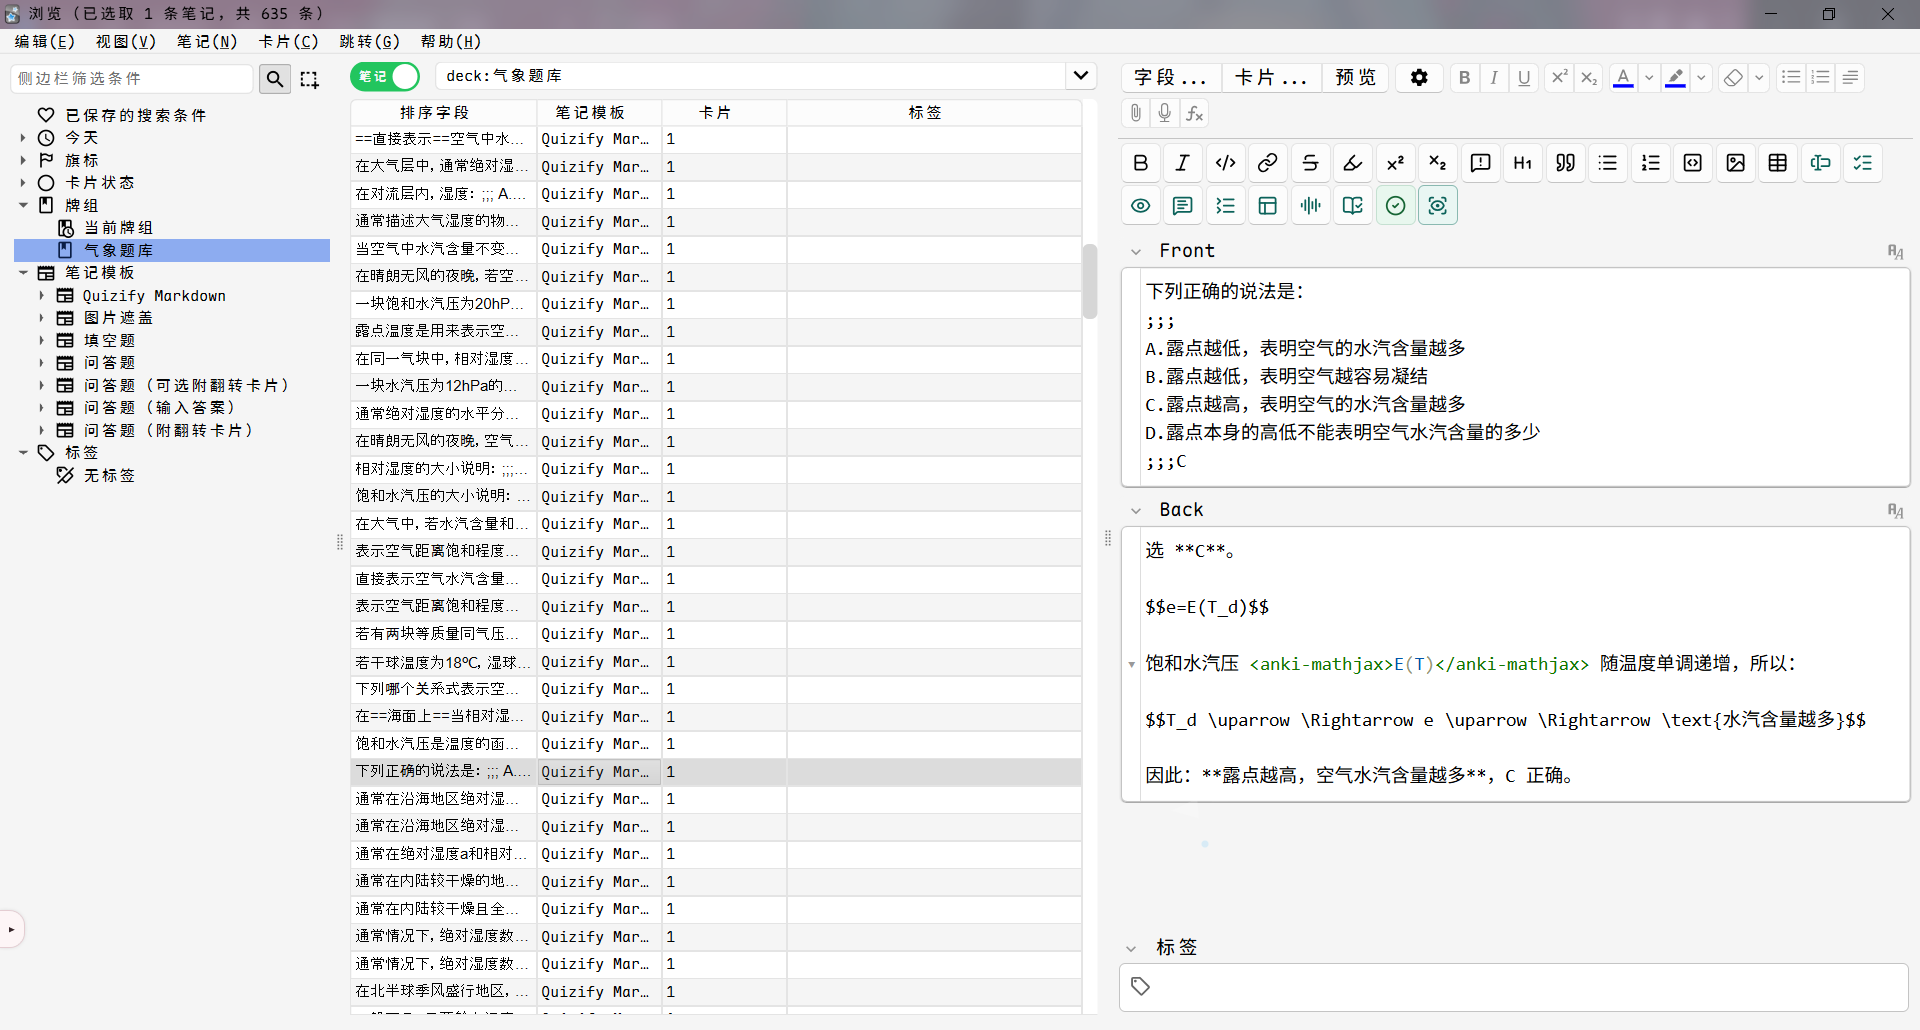 浏览（已选取 1 条笔记，共 635 条）
编辑(E) 视图(V) 笔记(N) 卡片(C) 跳转(G) 帮助(H)
侧边栏筛选条件
已保存的搜索条件
今天
旗标
卡片状态
牌组
当前牌组
气象题库
笔记模板
Quizify Markdown
图片遮盖
填空题
问答题
问答题（可选附翻转卡片）
问答题（输入答案）
问答题（附翻转卡片）
标签
无标签
笔记 deck:气象题库
排序字段 笔记模板 卡片 标签
==直接表示==空气中水... Quizify Mar... 1
在大气层中，通常绝对湿... Quizify Mar... 1
在对流层内，湿度：;;; A.... Quizify Mar... 1
通常描述大气湿度的物... Quizify Mar... 1
当空气中水汽含量不变... Quizify Mar... 1
在晴朗无风的夜晚，若空... Quizify Mar... 1
一块饱和水汽压为20hP... Quizify Mar... 1
露点温度是用来表示空... Quizify Mar... 1
在同一气块中，相对湿度... Quizify Mar... 1
一块水汽压为12hPa的... Quizify Mar... 1
通常绝对湿度的水平分... Quizify Mar... 1
在晴朗无风的夜晚，空气... Quizify Mar... 1
相对湿度的大小说明：;;;... Quizify Mar... 1
饱和水汽压的大小说明：... Quizify Mar... 1
在大气中，若水汽含量和... Quizify Mar... 1
表示空气距离饱和程度... Quizify Mar... 1
直接表示空气水汽含量... Quizify Mar... 1
表示空气距离饱和程度... Quizify Mar... 1
若有两块等质量同气压... Quizify Mar... 1
若干球温度为18℃，湿球... Quizify Mar... 1
下列哪个关系式表示空... Quizify Mar... 1
在==海面上==当相对湿... Quizify Mar... 1
饱和水汽压是温度的函... Quizify Mar... 1
下列正确的说法是：;;; A.... Quizify Mar... 1
通常在沿海地区绝对湿... Quizify Mar... 1
通常在沿海地区绝对湿... Quizify Mar... 1
通常在绝对湿度a和相对... Quizify Mar... 1
通常在内陆较干燥的地... Quizify Mar... 1
通常在内陆较干燥且全... Quizify Mar... 1
通常情况下，绝对湿度数... Quizify Mar... 1
通常情况下，绝对湿度数... Quizify Mar... 1
在北半球季风盛行地区，... Quizify Mar... 1
字段... 卡片... 预览
B I U x² x₂ A
fx
B I </> S x² x₂ H1
Front
下列正确的说法是：
;;;
A.露点越低，表明空气的水汽含量越多
B.露点越低，表明空气越容易凝结
C.露点越高，表明空气的水汽含量越多
D.露点本身的高低不能表明空气水汽含量的多少
;;;C
Back
选 **C**。
$$e=E(T_d)$$
饱和水汽压 <anki-mathjax>E(T)</anki-mathjax> 随温度单调递增，所以：
$$T_d \uparrow \Rightarrow e \uparrow \Rightarrow \text{水汽含量越多}$$
因此：**露点越高，空气水汽含量越多**，C 正确。
标签